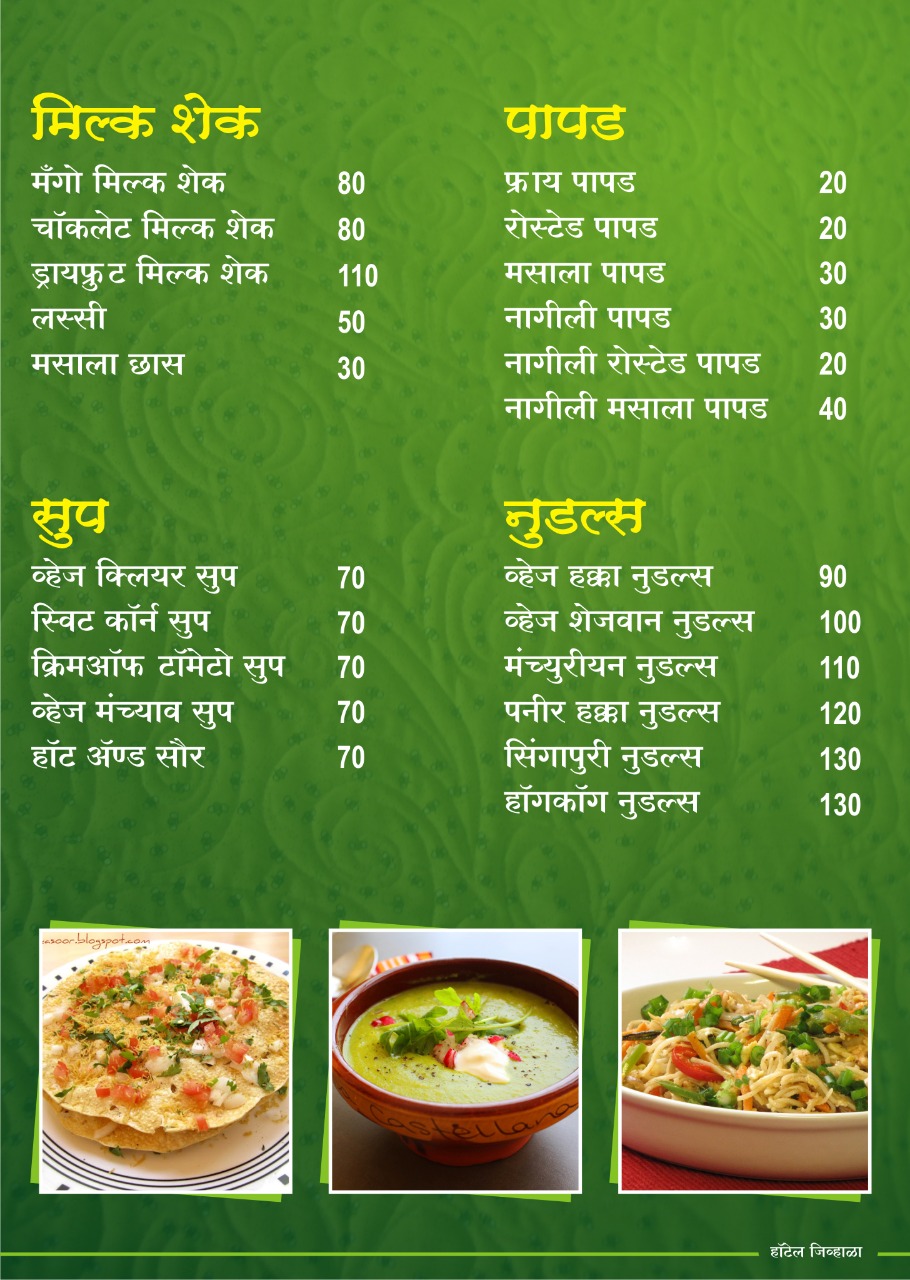 मिल्क शेक
मँगो मिल्क शेक 80
चॉकलेट मिल्क शेक 80
ड्रायफ्रुट मिल्क शेक 110
लस्सी 50
मसाला छास 30
पापड
फ्राय पापड 20
रोस्टेड पापड 20
मसाला पापड 30
नागीली पापड 30
नागीली रोस्टेड पापड 20
नागीली मसाला पापड 40
सुप
व्हेज क्लियर सुप 70
स्विट कॉर्न सुप 70
क्रिमऑफ टॉमेटो सुप 70
व्हेज मंच्याव सुप 70
हॉट ॲण्ड सौर 70
नुडल्स
व्हेज हक्का नुडल्स 90
व्हेज शेजवान नुडल्स 100
मंच्युरीयन नुडल्स 110
पनीर हक्का नुडल्स 120
सिंगापुरी नुडल्स 130
हॉगकॉग नुडल्स 130
asoor.blogspot.com
Castellana
हॉटेल जिव्हाळा